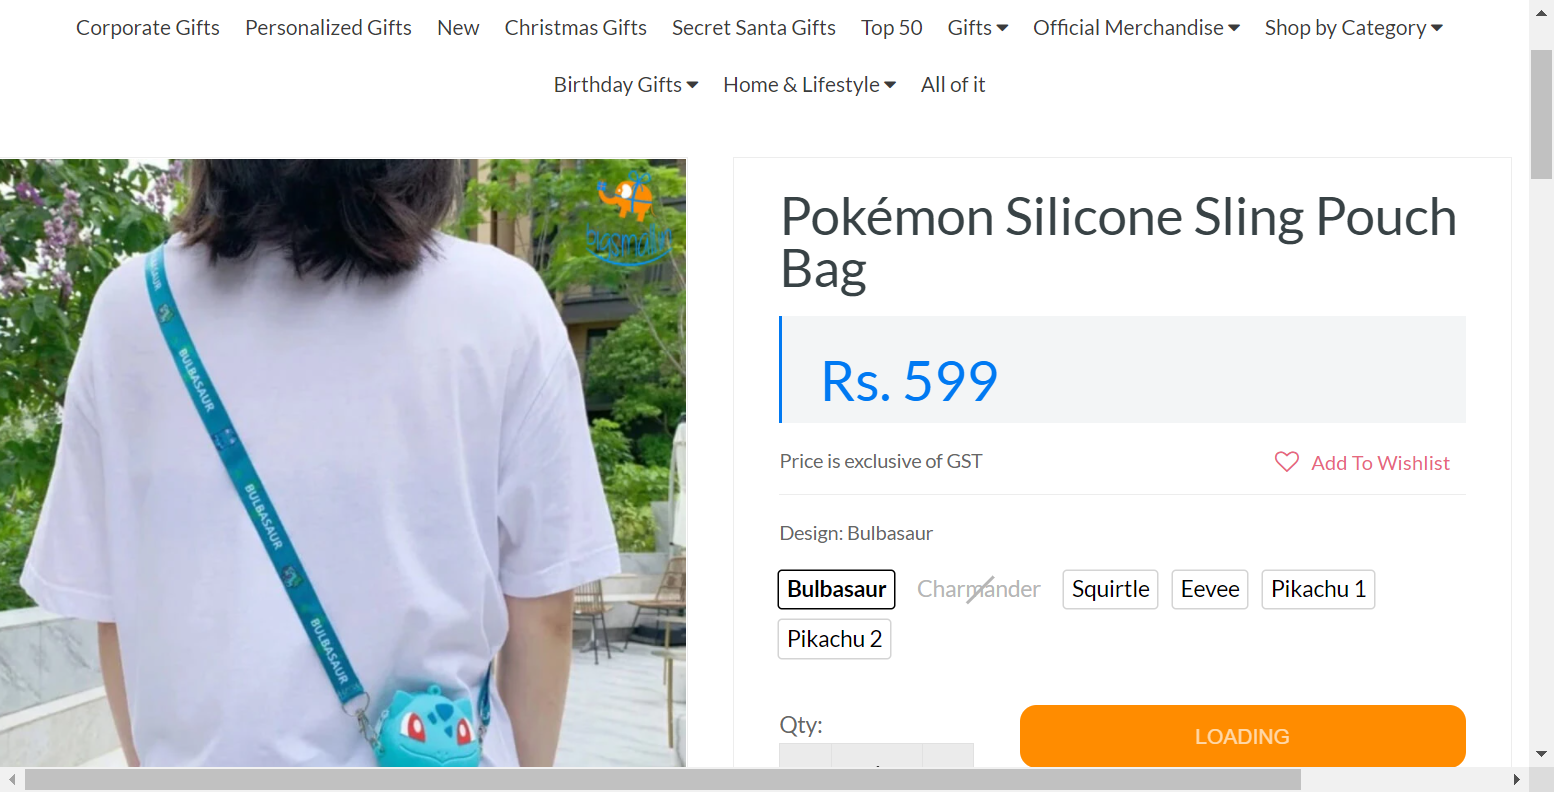 Corporate Gifts Personalized Gifts New Christmas Gifts Secret Santa Gifts Top 50 Gifts Official Merchandise Shop by Category
Birthday Gifts Home & Lifestyle All of it
bigsmall.in
BULBASAUR
BULBASAUR
BULBASAUR
Pokémon Silicone Sling Pouch
Bag
Rs. 599
Price is exclusive of GST
Add To Wishlist
Design: Bulbasaur
Bulbasaur Charmander Squirtle Eevee Pikachu 1
Pikachu 2
Qty:
LOADING